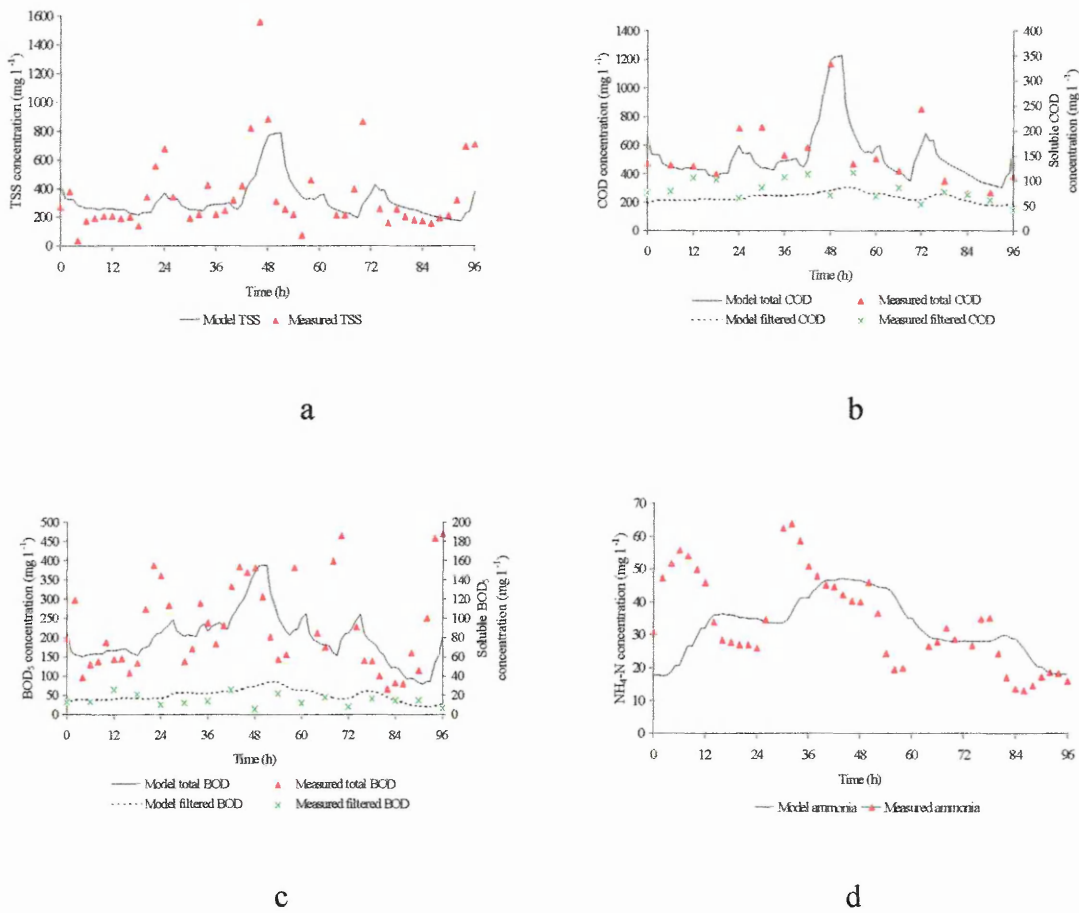 1600
1400
1200
1000
800
600
400
200
0
TSS concentration (mg l⁻¹)
0 12 24 36 48 60 72 84 96
Time (h)
Model TSS Measured TSS
a
1400
1200
1000
800
600
400
200
0
COD concentration (mg l⁻¹)
400
350
300
250
200
150
100
50
0
Soluble COD
concentration (mg l⁻¹)
0 12 24 36 48 60 72 84 96
Time (h)
Model total COD Measured total COD
Model filtered COD Measured filtered COD
b
500
450
400
350
300
250
200
150
100
50
0
BOD₅ concentration (mg l⁻¹)
200
180
160
140
120
100
80
60
40
20
0
Soluble BOD₅
concentration (mg l⁻¹)
0 12 24 36 48 60 72 84 96
Time (h)
Model total BOD Measured total BOD
Model filtered BOD Measured filtered BOD
c
70
60
50
40
30
20
10
0
NH₄-N concentration (mg l⁻¹)
0 12 24 36 48 60 72 84 96
Time (h)
Model ammonia Measured ammonia
d